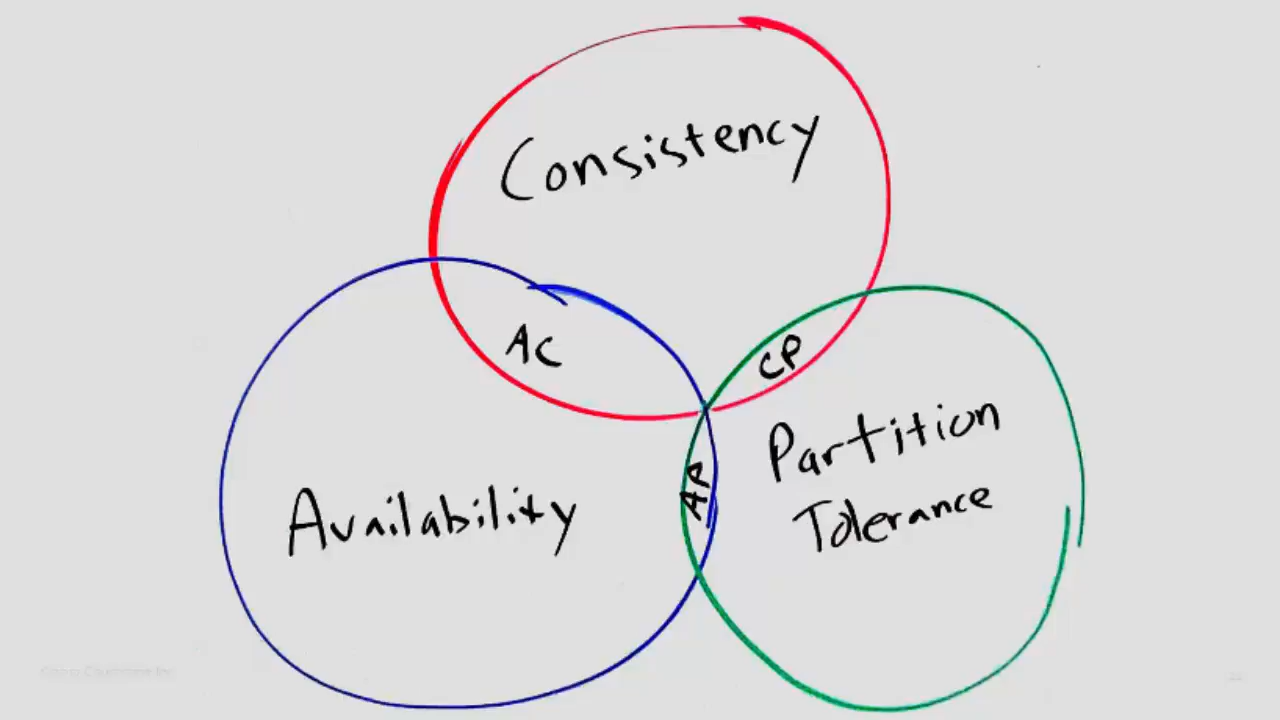 Consistency
AC
CP
Partition
Tolerance
AP
Availability